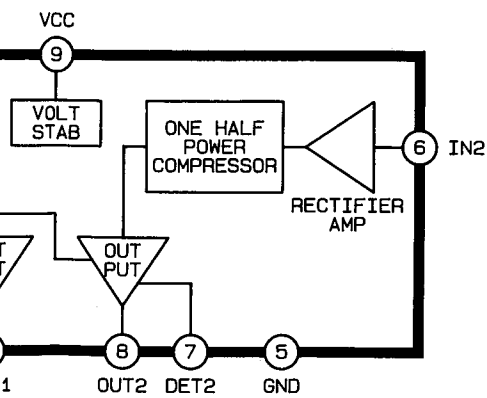 VCC
9
VOLT
STAB
ONE HALF
POWER
COMPRESSOR
6
IN2
RECTIFIER
AMP
T
T
OUT
PUT
8
7
5
1
OUT2
DET2
GND